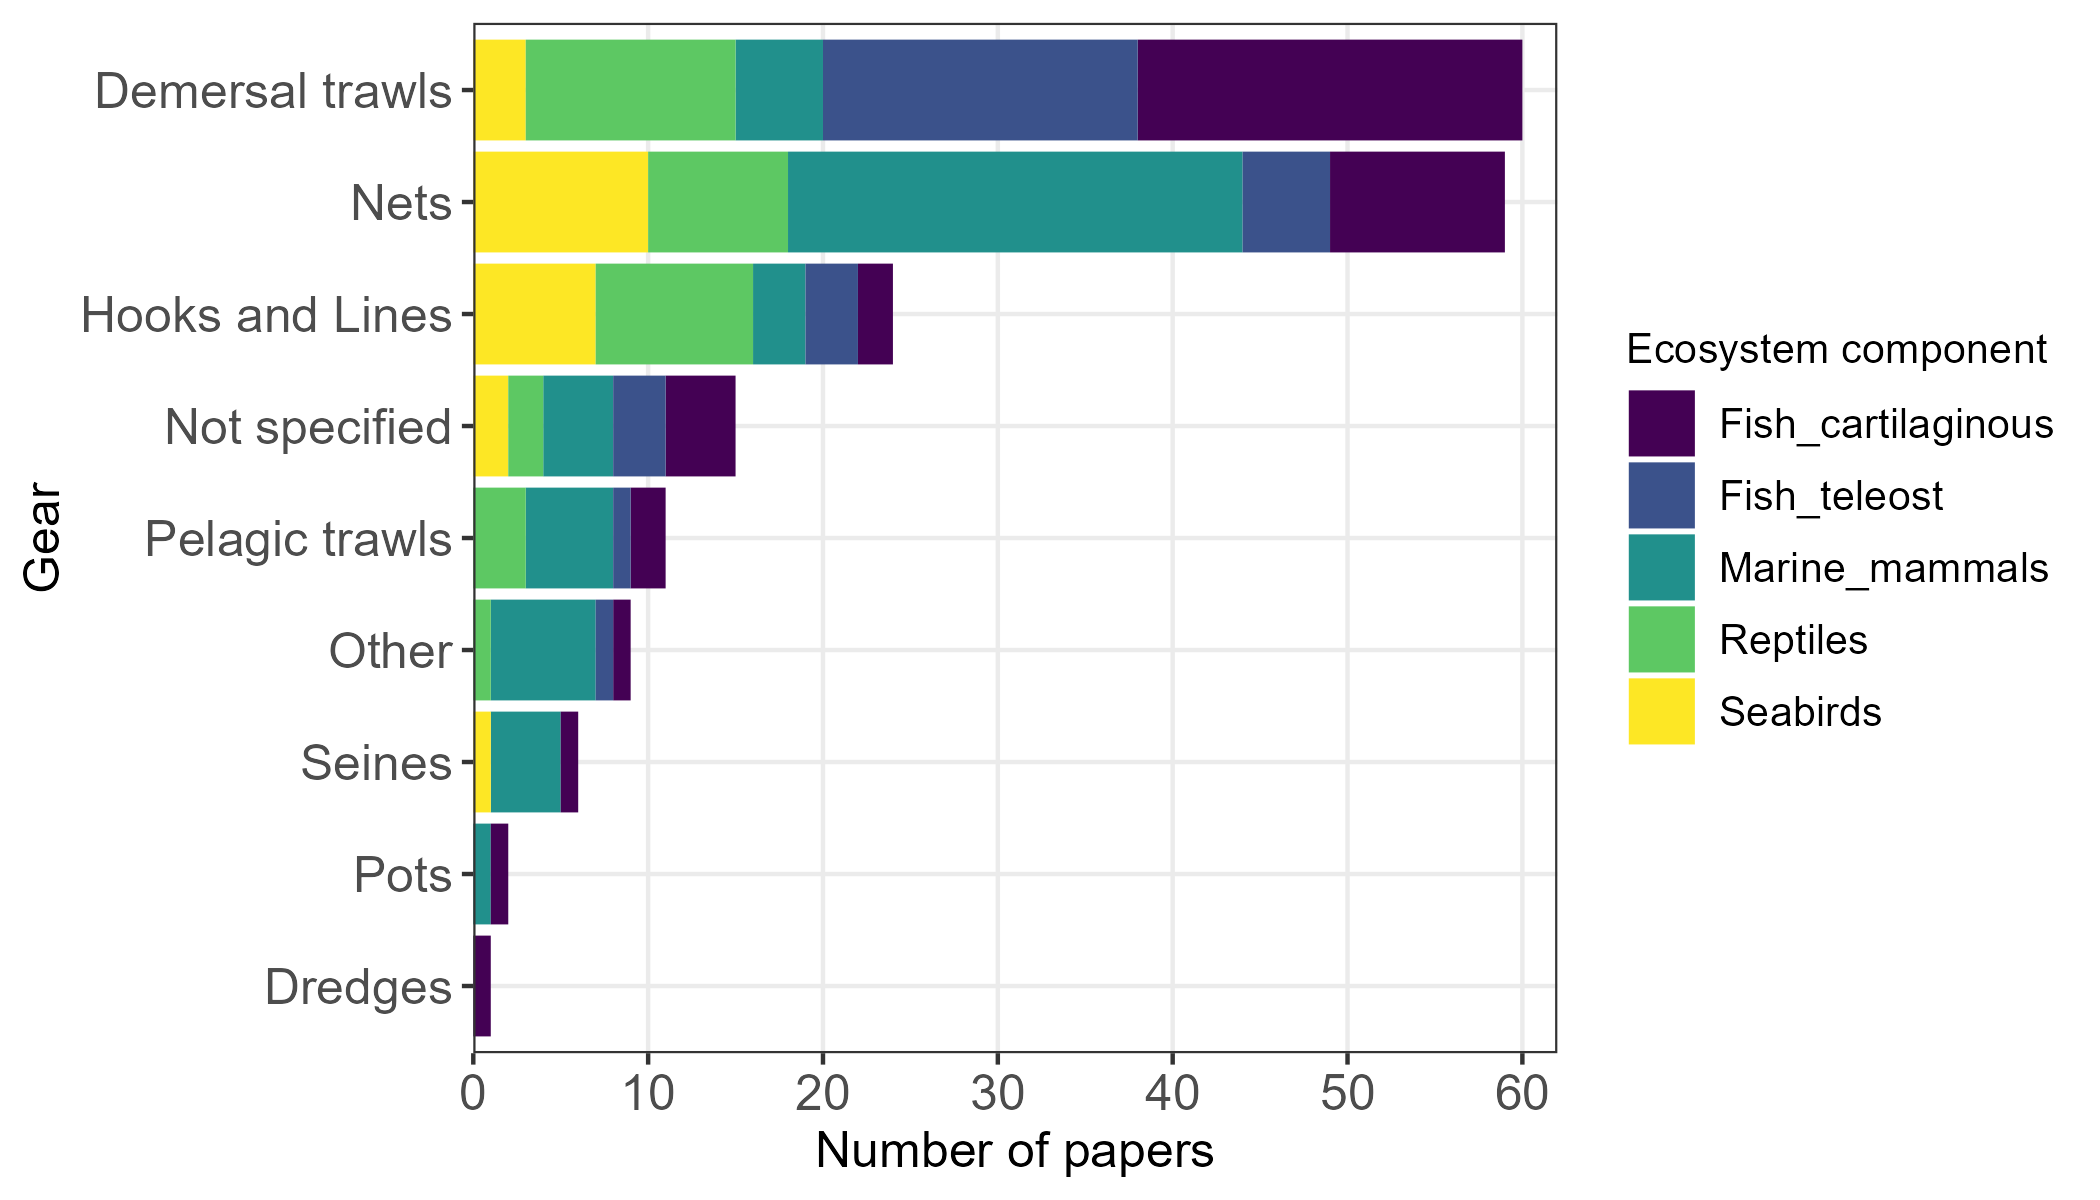 Demersal trawls
Nets
Hooks and Lines
Not specified
Pelagic trawls
Other
Seines
Pots
Dredges
Gear
0 10 20 30 40 50 60
Number of papers
Ecosystem component
Fish_cartilaginous
Fish_teleost
Marine_mammals
Reptiles
Seabirds